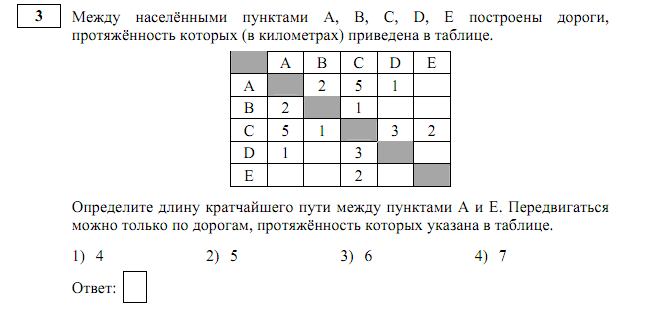 3 Между населёнными пунктами A, B, C, D, E построены дороги,
протяжённость которых (в километрах) приведена в таблице.
A B C D E
A 2 5 1
B 2 1
C 5 1 3 2
D 1 3
E 2
Определите длину кратчайшего пути между пунктами A и E. Передвигаться
можно только по дорогам, протяжённость которых указана в таблице.
1) 4 2) 5 3) 6 4) 7
Ответ: